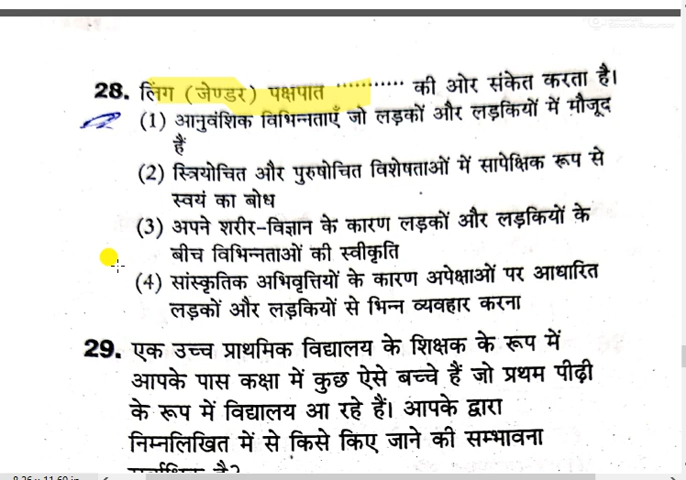 28. लिंग (जेण्डर) पक्षपात ........... की ओर संकेत करता है।
(1) आनुवंशिक विभिन्नताएँ जो लड़कों और लड़कियों में मौजूद
हैं
(2) स्त्रियोचित और पुरुषोचित विशेषताओं में सापेक्षिक रूप से
स्वयं का बोध
(3) अपने शरीर-विज्ञान के कारण लड़कों और लड़कियों के
बीच विभिन्नताओं की स्वीकृति
(4) सांस्कृतिक अभिवृत्तियों के कारण अपेक्षाओं पर आधारित
लड़कों और लड़कियों से भिन्न व्यवहार करना
29. एक उच्च प्राथमिक विद्यालय के शिक्षक के रूप में
आपके पास कक्षा में कुछ ऐसे बच्चे हैं जो प्रथम पीढ़ी
के रूप में विद्यालय आ रहे हैं। आपके द्वारा
निम्नलिखित में से किसे किए जाने की सम्भावना